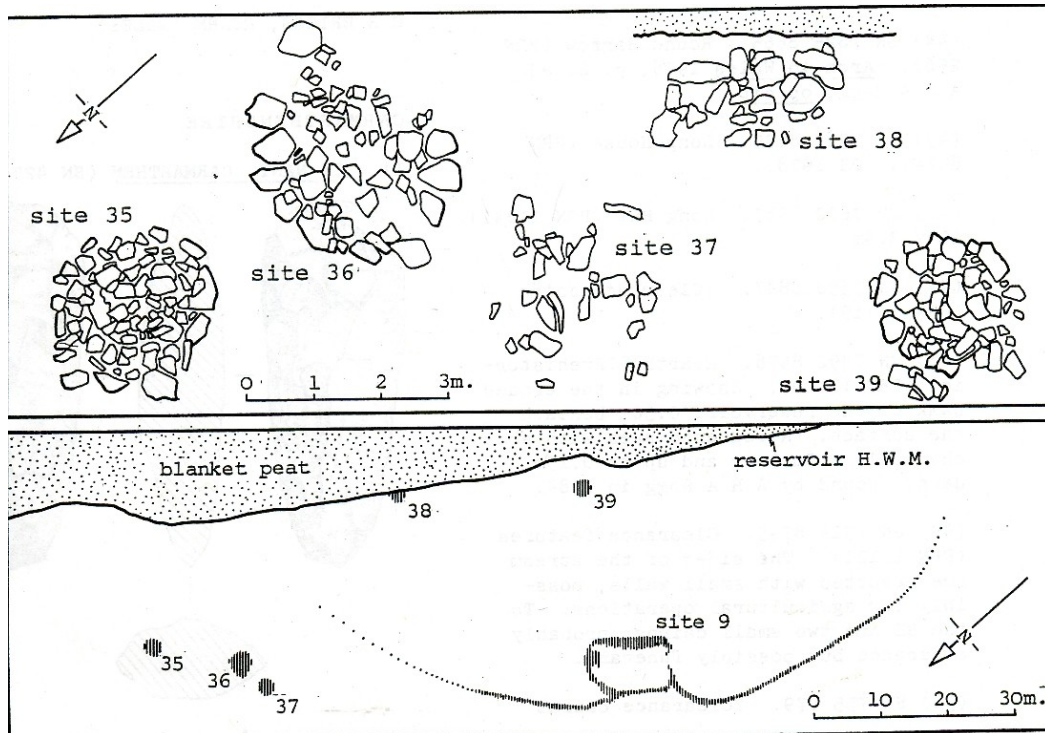 N
site 38
site 35
site 37
site 36
site 39
0 1 2 3m.
blanket peat
reservoir H.W.M.
38
39
site 9
N
35
36
37
0 10 20 30m.